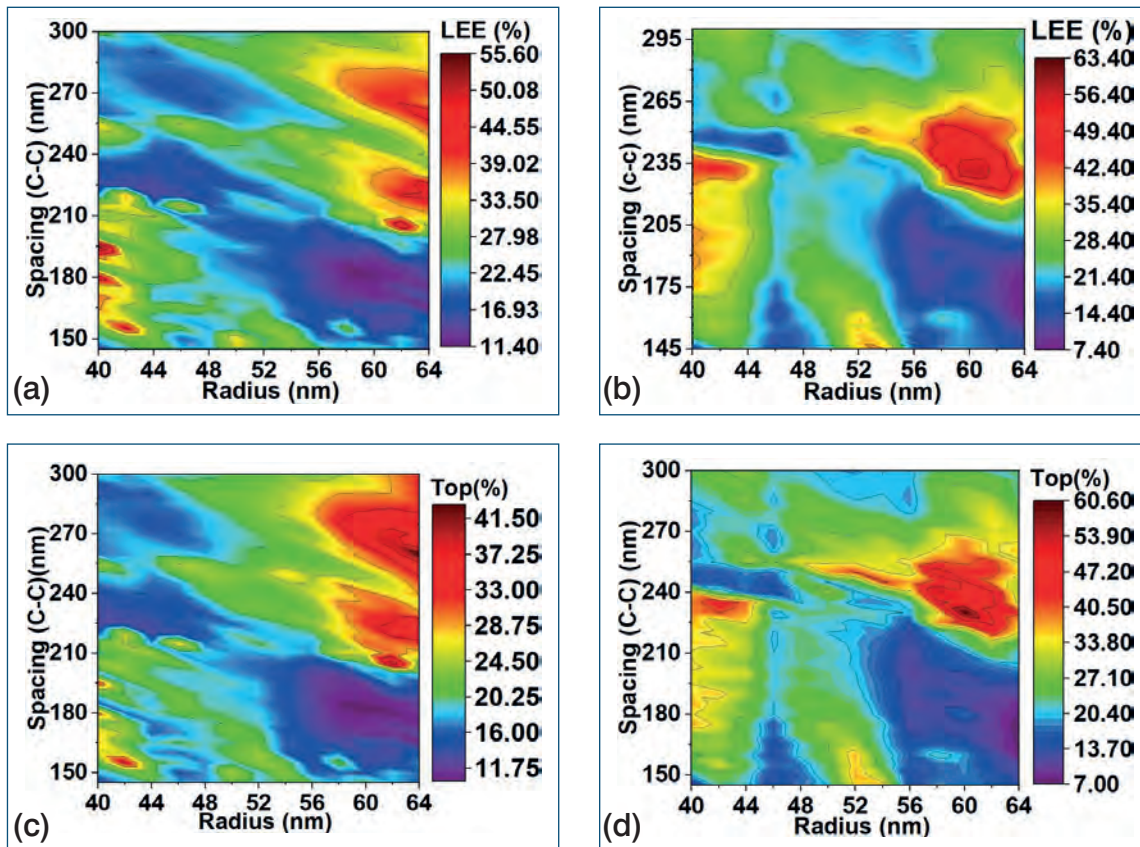 LEE (%)
300
270
240
210
180
150
Spacing (C-C) (nm)
40 44 48 52 56 60 64
Radius (nm)
55.60
50.08
44.55
39.02
33.50
27.98
22.45
16.93
11.40
(a)
LEE (%)
295
265
235
205
175
145
Spacing (c-c) (nm)
40 44 48 52 56 60 64
Radius (nm)
63.40
56.40
49.40
42.40
35.40
28.40
21.40
14.40
7.40
(b)
Top(%)
300
270
240
210
180
150
Spacing (C-C)(nm)
40 44 48 52 56 60 64
Radius (nm)
41.50
37.25
33.00
28.75
24.50
20.25
16.00
11.75
(c)
Top(%)
300
270
240
210
180
150
Spacing (C-C) (nm)
40 44 48 52 56 60 64
Radius (nm)
60.60
53.90
47.20
40.50
33.80
27.10
20.40
13.70
7.00
(d)